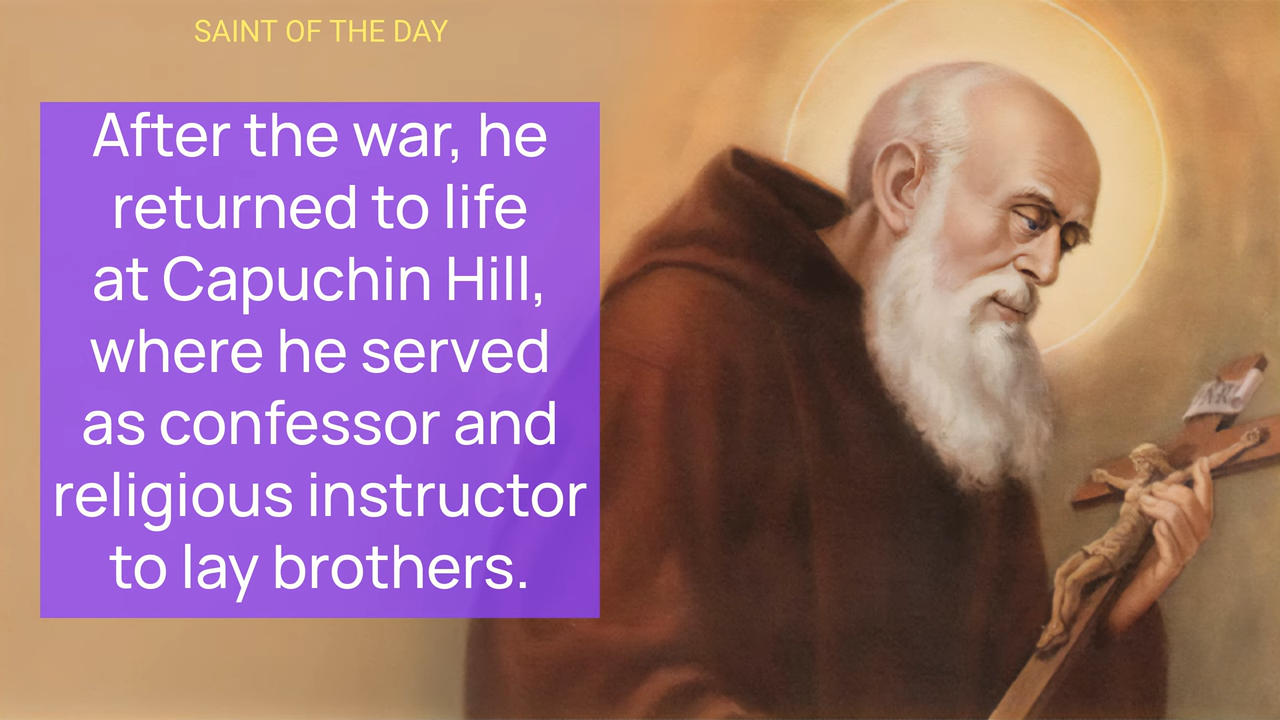 SAINT OF THE DAY
After the war, he
returned to life
at Capuchin Hill,
where he served
as confessor and
religious instructor
to lay brothers.